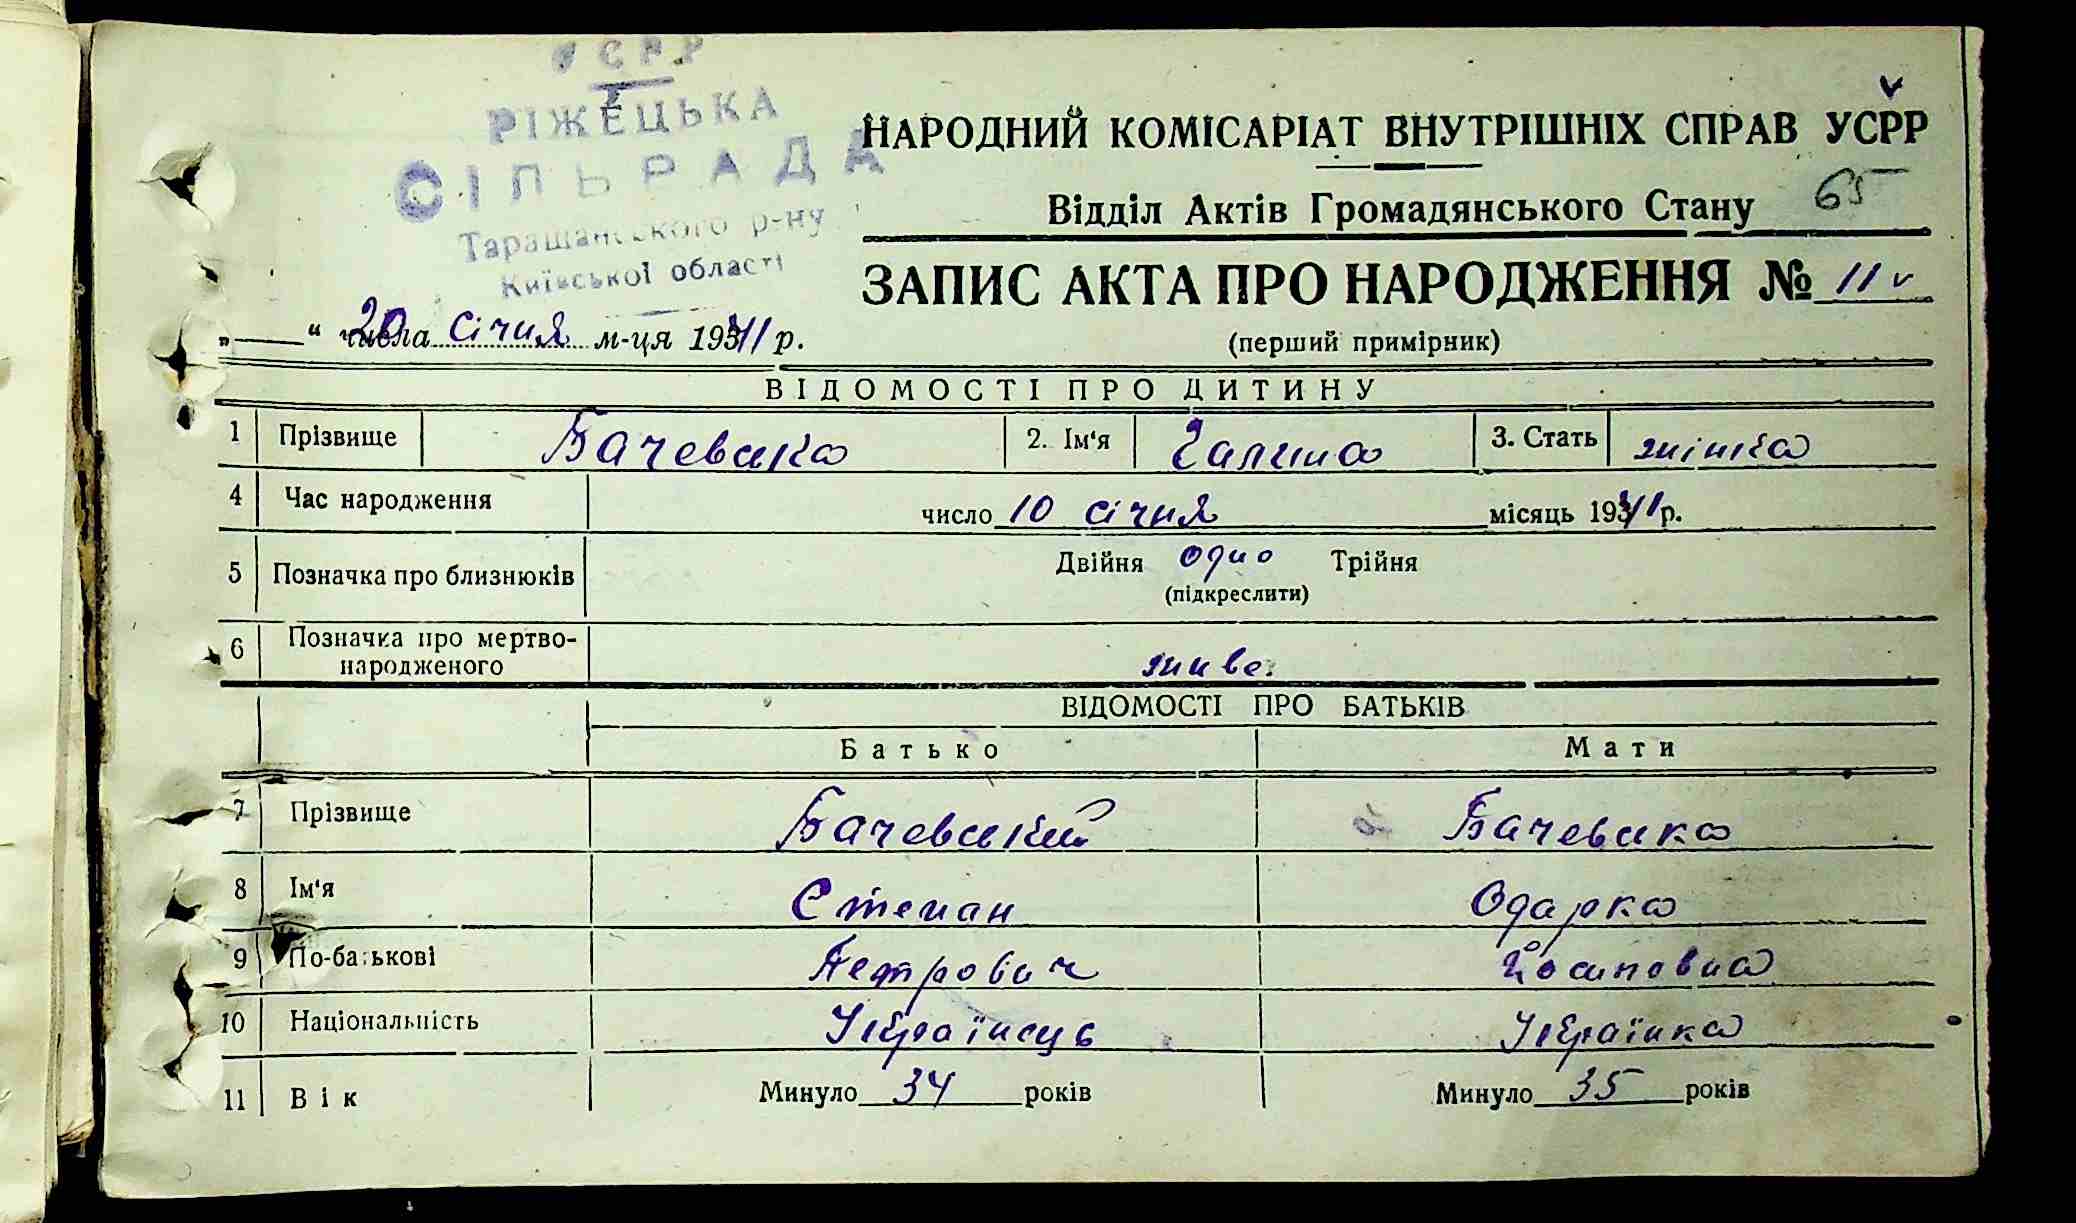 УСРР
РІЖЕЦЬКА
СІЛЬРАДА
Таращанського р-ну
Київської області
НАРОДНИЙ КОМІСАРІАТ ВНУТРІШНІХ СПРАВ УСРР
Відділ Актів Громадянського Стану 65
ЗАПИС АКТА ПРО НАРОДЖЕННЯ № 11
(перший примірник)
„ “ 20 числа січня м-ця 1941 р.
ВІДОМОСТІ ПРО ДИТИНУ
1 Прізвище Бачевська 2. Ім'я Галина 3. Стать жінка
4 Час народження число 10 січня місяць 1941 р.
5 Позначка про близнюків Двійня одно Трійня
(підкреслити)
6 Позначка про мертво-
народженого живе.
ВІДОМОСТІ ПРО БАТЬКІВ
Батько Мати
7 Прізвище Бачевський Бачевська
8 Ім'я Степан Одарка
9 По-батькові Петрович Йосиповна
10 Національність Українець Українка
11 Вік Минуло 34 років Минуло 35 років